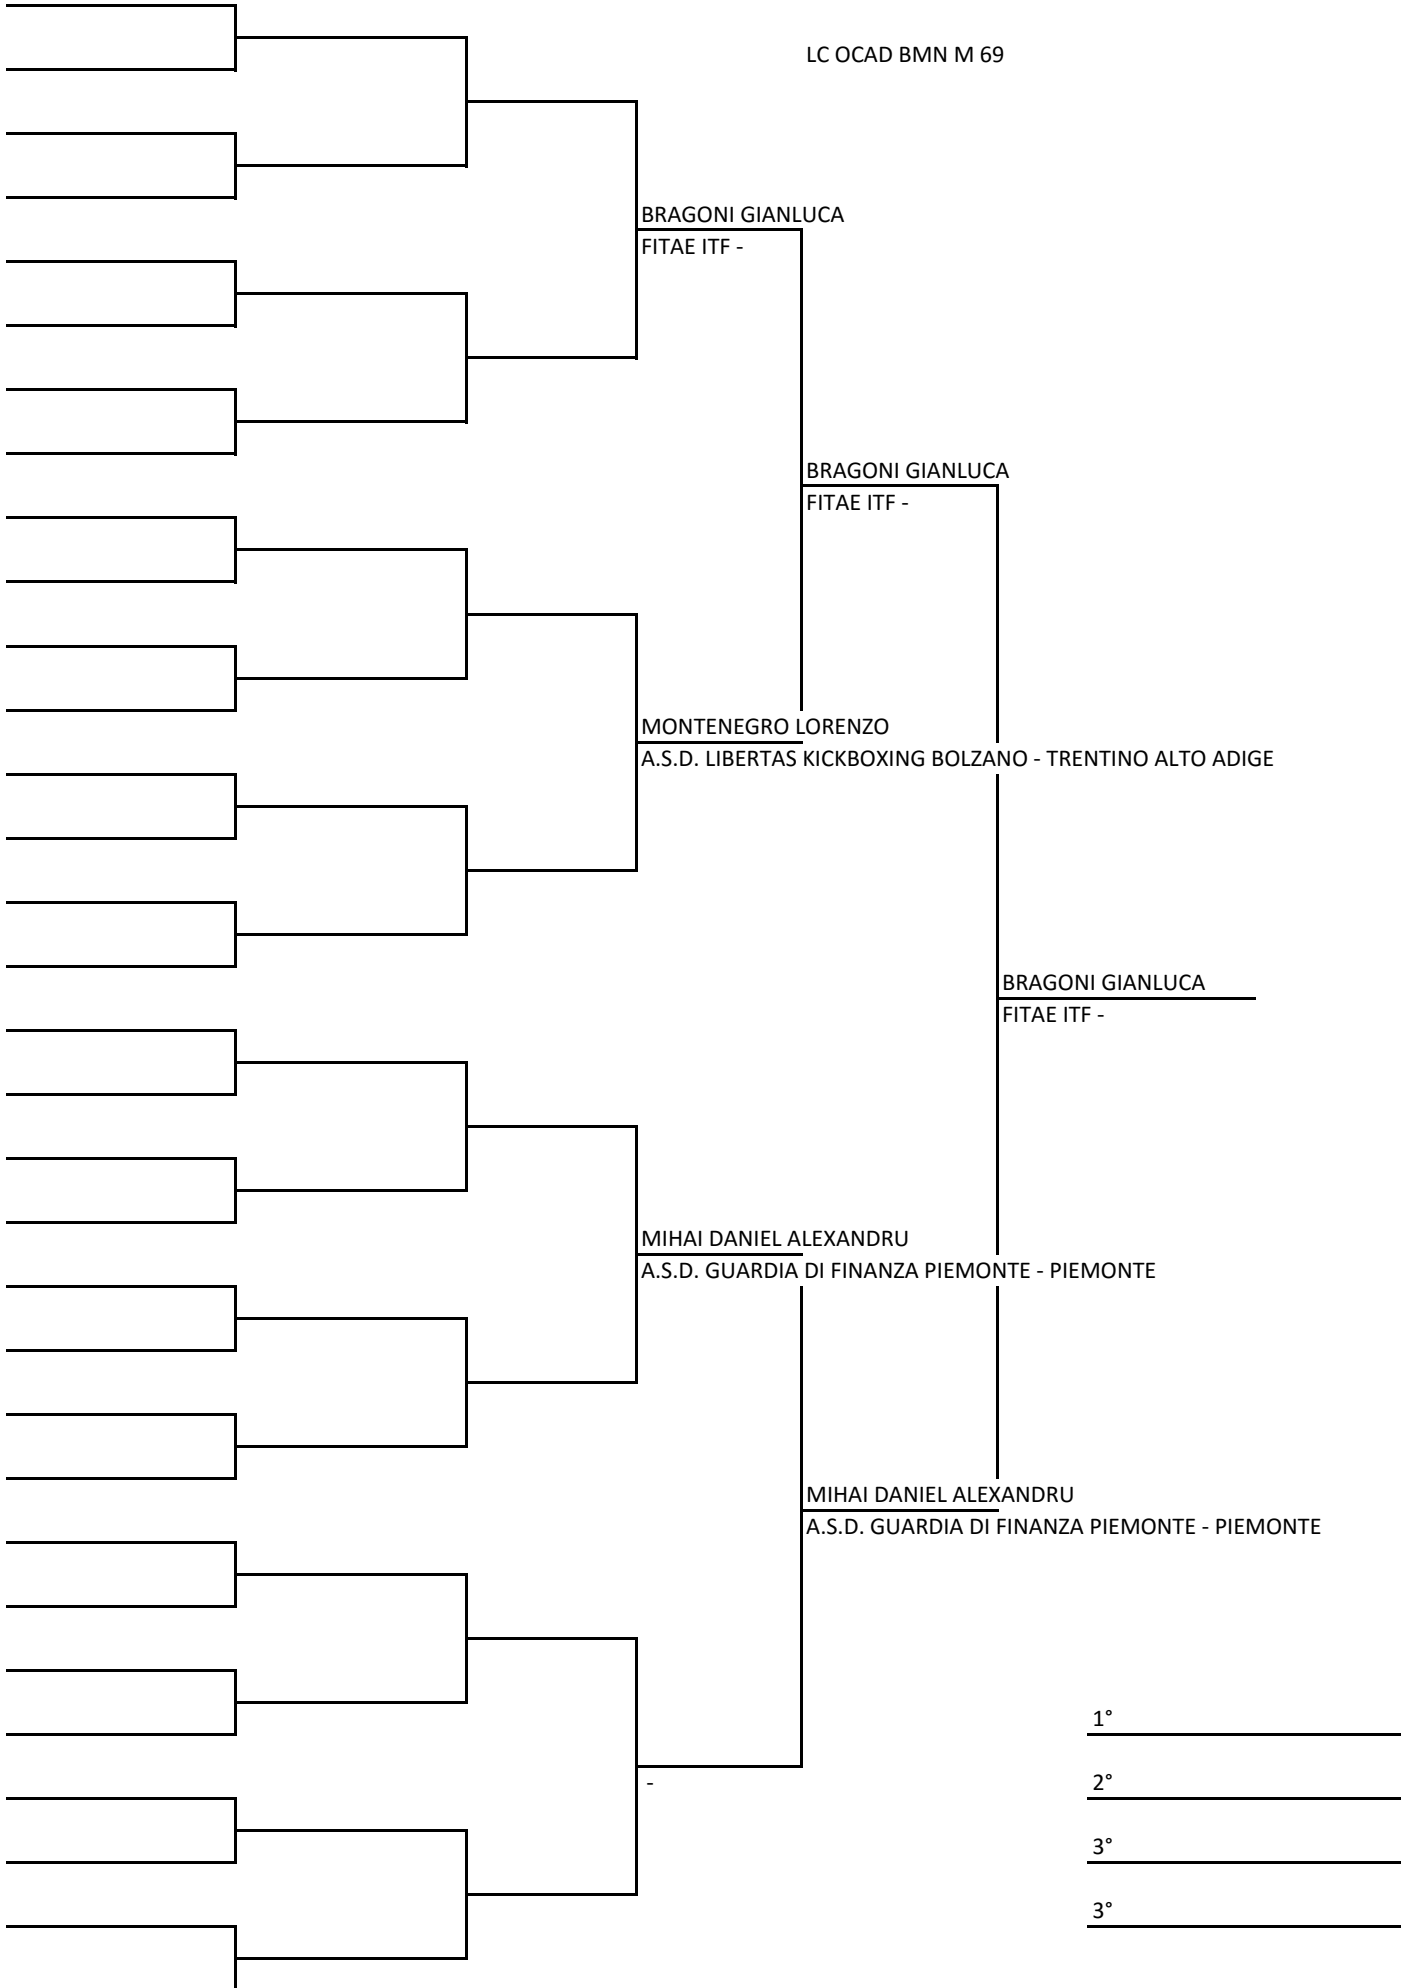 LC OCAD BMN M 69
BRAGONI GIANLUCA
FITAE ITF -
BRAGONI GIANLUCA
FITAE ITF -
MONTENEGRO LORENZO
A.S.D. LIBERTAS KICKBOXING BOLZANO - TRENTINO ALTO ADIGE
BRAGONI GIANLUCA
FITAE ITF -
MIHAI DANIEL ALEXANDRU
A.S.D. GUARDIA DI FINANZA PIEMONTE - PIEMONTE
MIHAI DANIEL ALEXANDRU
A.S.D. GUARDIA DI FINANZA PIEMONTE - PIEMONTE
1°
-
2°
3°
3°